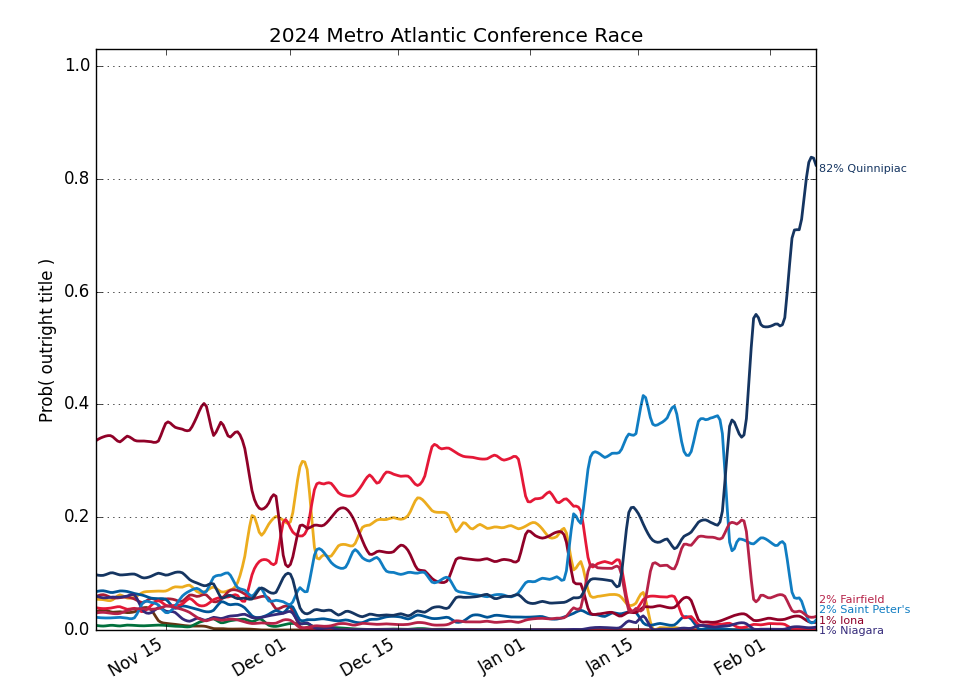 2024 Metro Atlantic Conference Race
Prob( outright title )
1.0
0.8
0.6
0.4
0.2
0.0
82% Quinnipiac
2% Fairfield
2% Saint Peter's
1% Iona
1% Niagara
Nov 15
Dec 01
Dec 15
Jan 01
Jan 15
Feb 01